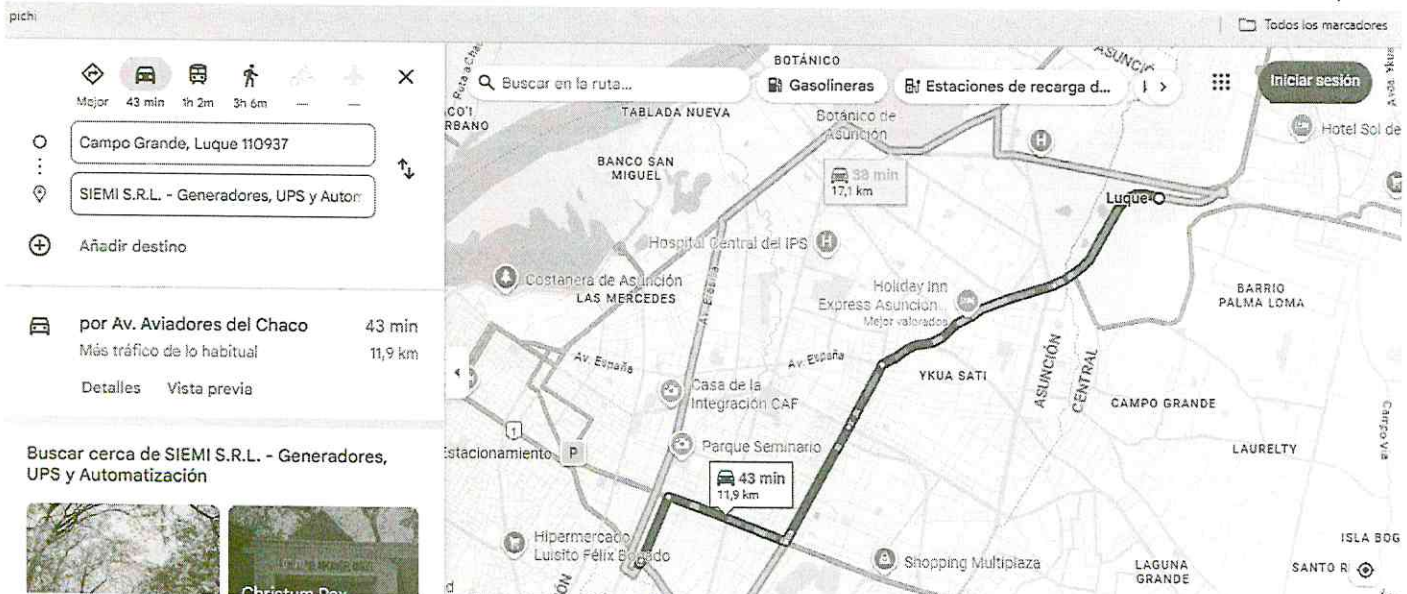 pichi
Todos los marcadores
Mejor
43 min
1h 2m
3h 6m
Campo Grande, Luque 110937
SIEMI S.R.L. - Generadores, UPS y Autom
Añadir destino
por Av. Aviadores del Chaco
43 min
Más tráfico de lo habitual
11,9 km
Detalles
Vista previa
Buscar cerca de SIEMI S.R.L. - Generadores,
UPS y Automatización
Christum Rex
Buscar en la ruta...
Gasolineras
Estaciones de recarga d...
Iniciar sesión
BOTÁNICO
TABLADA NUEVA
Botánico de
Asunción
Hotel Sol de
BANCO SAN
MIGUEL
38 min
17,1 km
Luque
Hospital Central del IPS
H
H
Costanera de Asunción
LAS MERCEDES
Holiday Inn
Express Asuncion...
Mejor valorados
BARRIO
PALMA LOMA
Av. España
Av. España
YKUA SATI
ASUNCIÓN
CENTRAL
Casa de la
Integración CAF
CAMPO GRANDE
1
Estacionamiento
P
Parque Seminario
LAURELTY
Campo Vía
43 min
11,9 km
Hipermercado
Luisito Félix Bogado
Shopping Multiplaza
ISLA BOG
LAGUNA
GRANDE
SANTO R